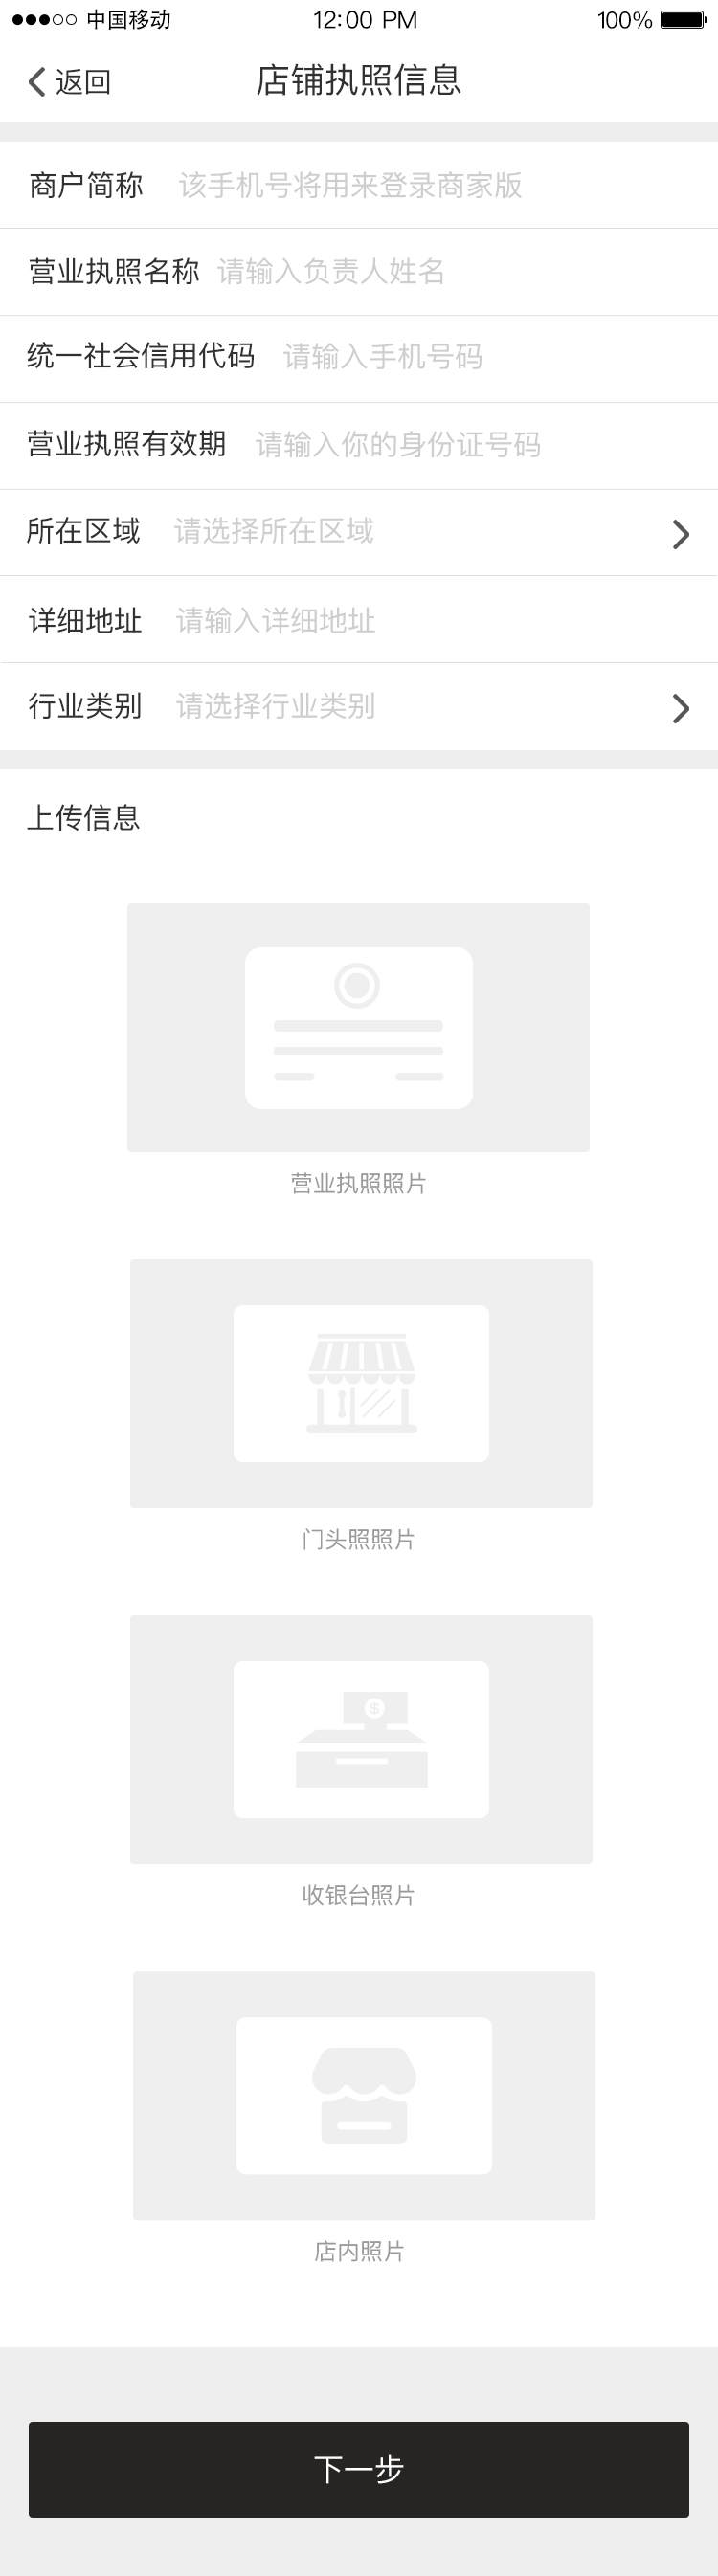 中国移动 12:00 PM 100%
返回 店铺执照信息
商户简称 该手机号将用来登录商家版
营业执照名称 请输入负责人姓名
统一社会信用代码 请输入手机号码
营业执照有效期 请输入你的身份证号码
所在区域 请选择所在区域
详细地址 请输入详细地址
行业类别 请选择行业类别
上传信息
营业执照照片
门头照照片
$
收银台照片
店内照片
下一步